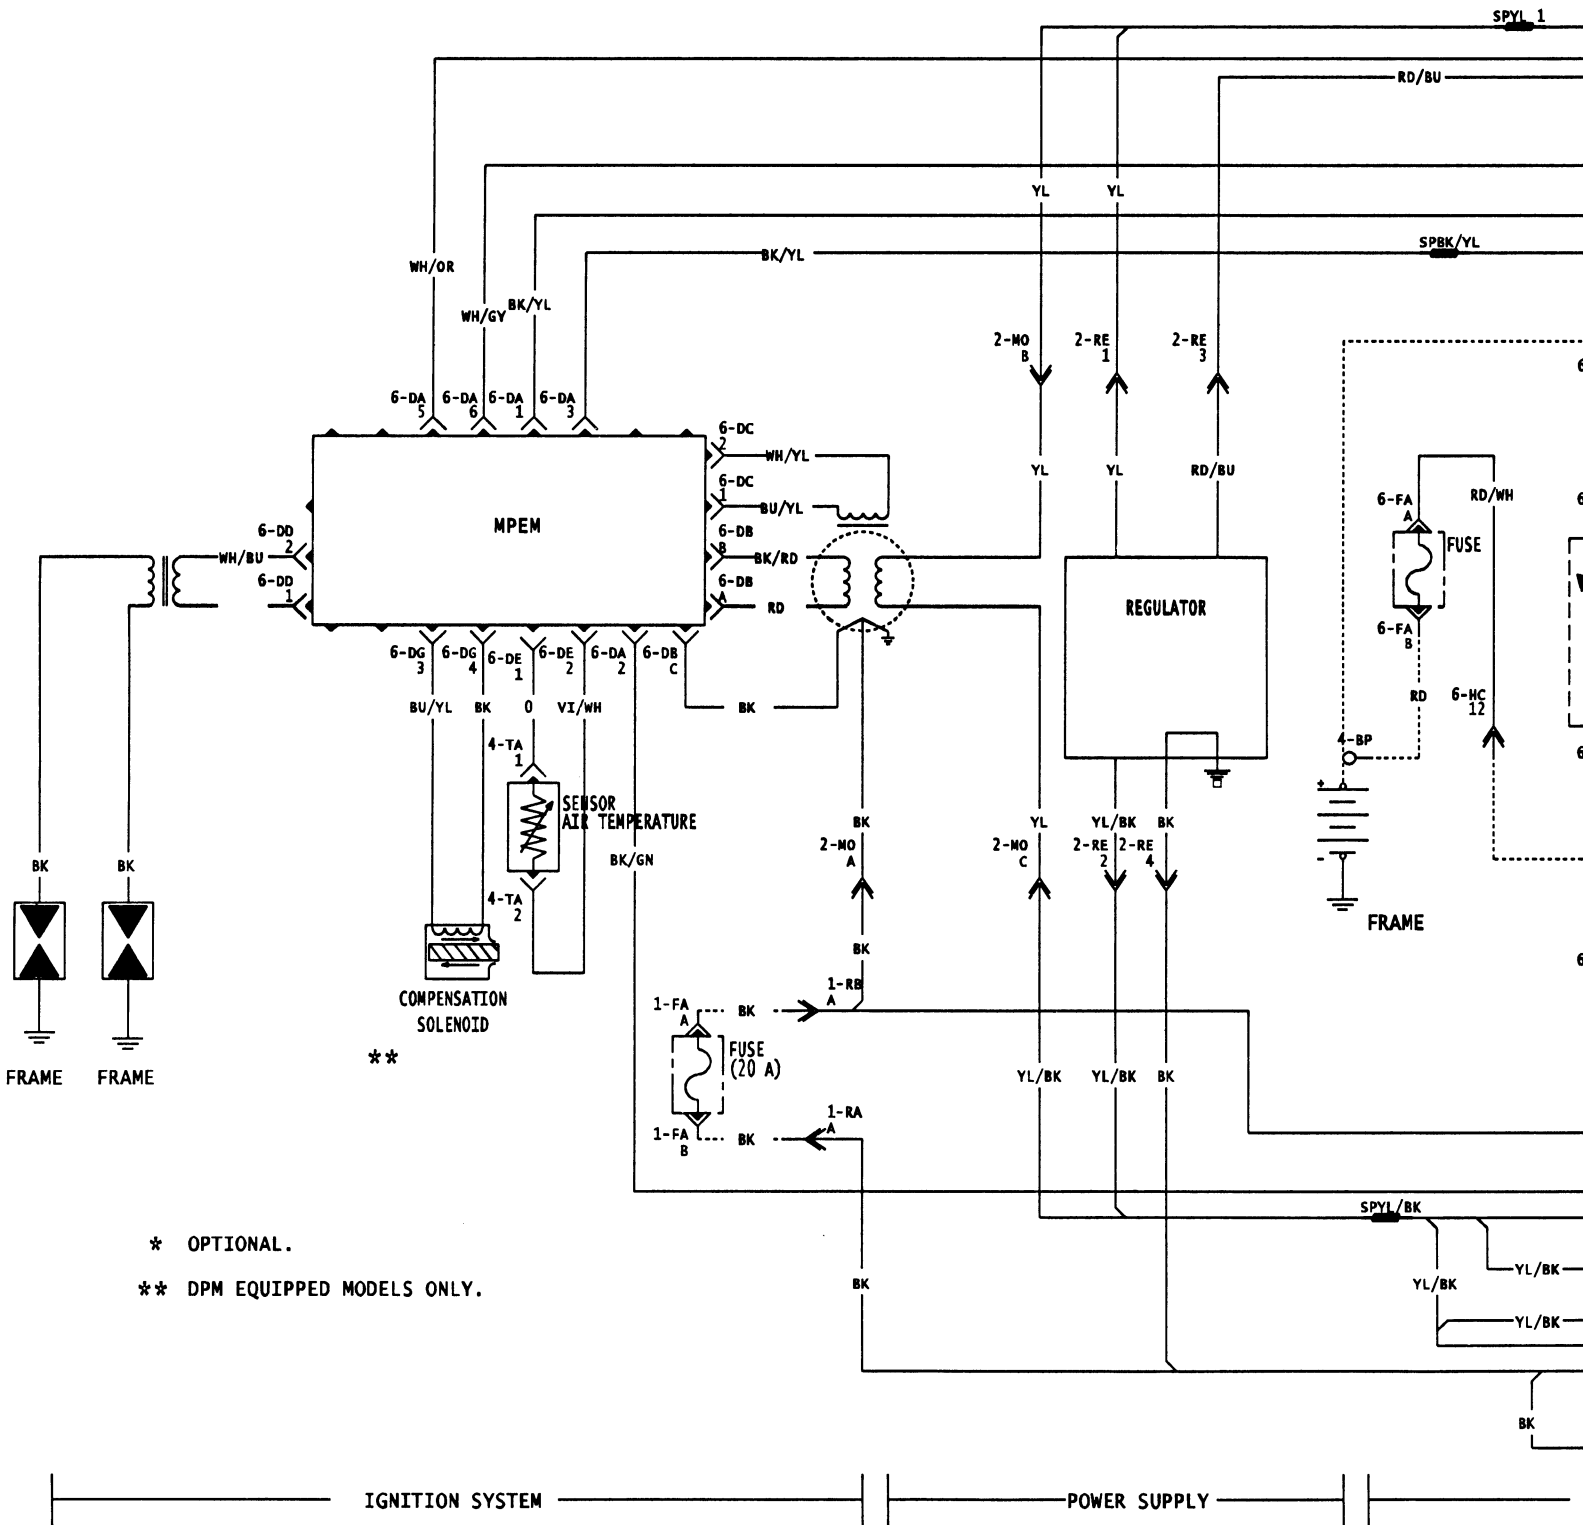 SPYL 1
RD/BU
YL
YL
SPBK/YL
BK/YL
WH/OR
BK/YL
WH/GY
2-MO
B
2-RE
1
2-RE
3
6-DA
5
6-DA
6
6-DA
1
6-DA
3
6-DC
2
WH/YL
YL
YL
RD/BU
6-DC
1
BU/YL
6-FA
A
RD/WH
MPEM
6-DD
2
6-DB
B
FUSE
WH/BU
BK/RD
6-DD
1
6-DB
A
RD
REGULATOR
6-FA
B
6-DG
3
6-DG
4
6-DE
1
6-DE
2
6-DA
2
6-DB
C
RD
6-HC
12
BU/YL
BK
O
VI/WH
BK
4-TA
1
4-BP
+
SENSOR
AIR TEMPERATURE
BK
YL
YL/BK
BK
2-MO
A
2-MO
C
2-RE
2
2-RE
4
BK
BK
BK/GN
-
4-TA
2
FRAME
BK
COMPENSATION
SOLENOID
1-FA
A
BK
1-RB
A
**
FUSE
(20 A)
FRAME
FRAME
YL/BK
YL/BK
BK
1-FA
B
BK
1-RA
A
SPYL/BK
* OPTIONAL.
** DPM EQUIPPED MODELS ONLY.
BK
YL/BK
YL/BK
YL/BK
BK
IGNITION SYSTEM
POWER SUPPLY